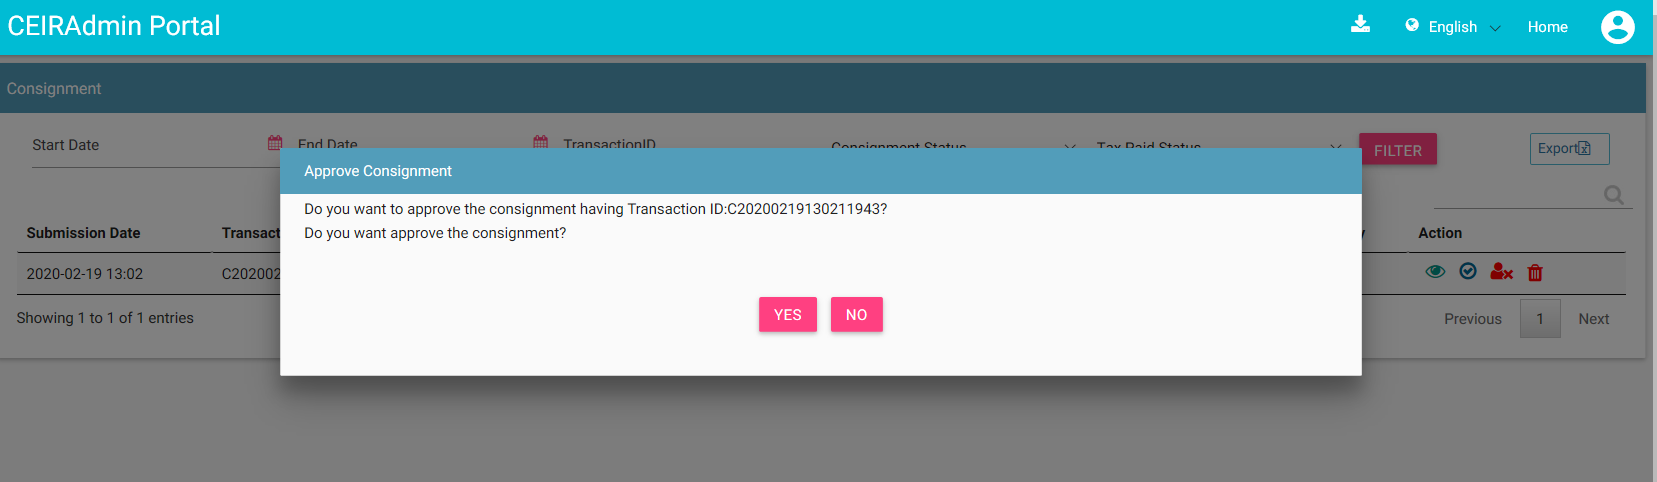 CEIRAdmin Portal
English
Home
Consignment
Start Date
End Date
TransactionID
Consignment Status
Tax Paid Status
FILTER
Export
Approve Consignment
Do you want to approve the consignment having Transaction ID:C20200219130211943?
Do you want approve the consignment?
YES NO
Submission Date
Transact
y
Action
2020-02-19 13:02
C202002
Showing 1 to 1 of 1 entries
Previous 1 Next